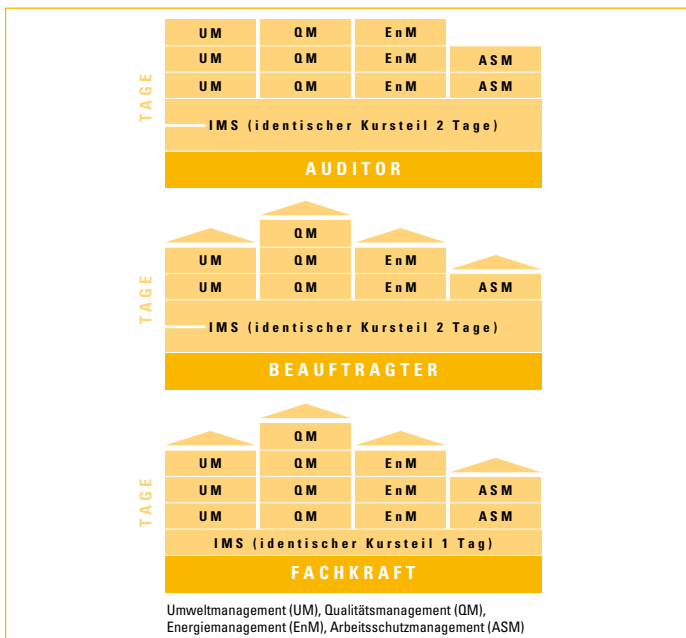 UM QM EnM
UM QM EnM ASM
UM QM EnM ASM
TAGE
IMS (identischer Kursteil 2 Tage)
AUDITOR
QM
UM QM EnM
UM QM EnM ASM
TAGE
IMS (identischer Kursteil 2 Tage)
BEAUFTRAGTER
QM
UM QM EnM
UM QM EnM ASM
UM QM EnM ASM
TAGE
IMS (identischer Kursteil 1 Tag)
FACHKRAFT
Umweltmanagement (UM), Qualitätsmanagement (QM),
Energiemanagement (EnM), Arbeitsschutzmanagement (ASM)